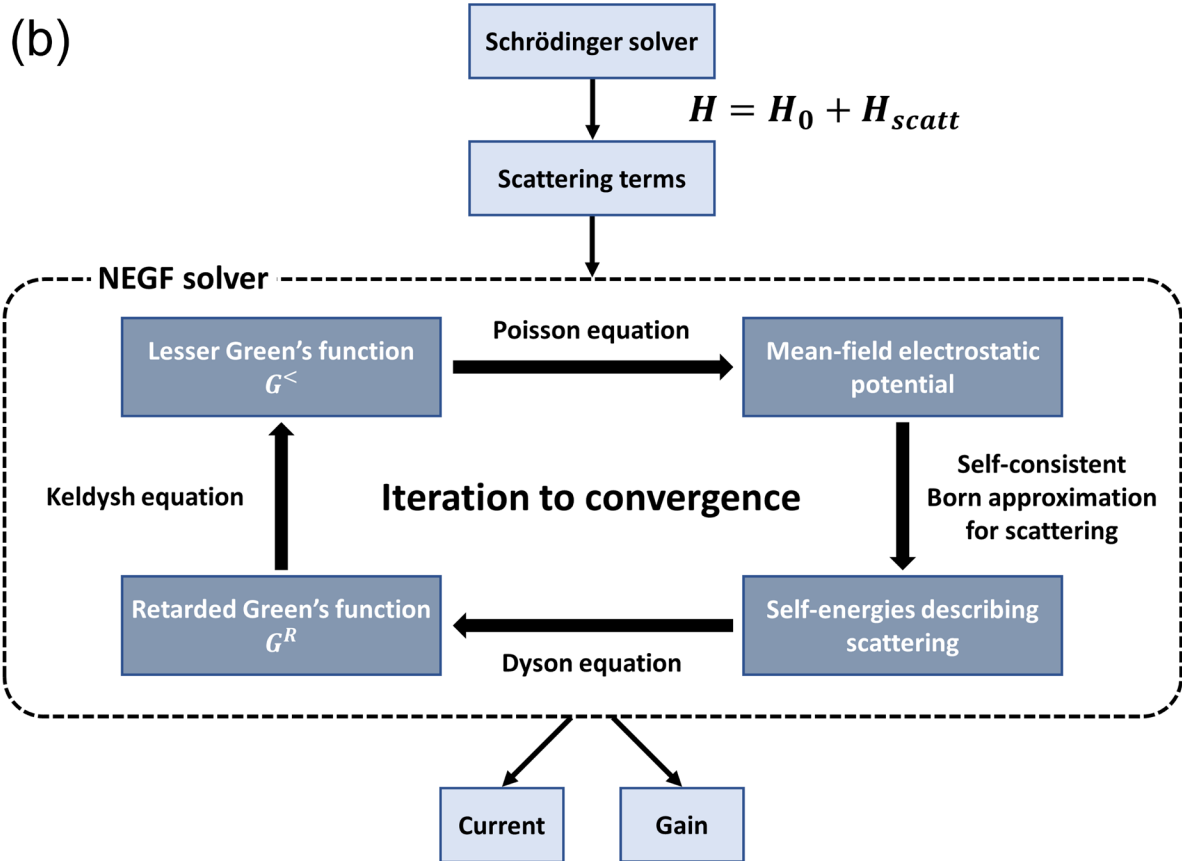 (b)
Schrödinger solver
H = H₀ + Hₛcₐₜₜ
Scattering terms
NEGF solver
Lesser Green's function
G<
Poisson equation
Mean-field electrostatic
potential
Keldysh equation
Iteration to convergence
Self-consistent
Born approximation
for scattering
Retarded Green's function
Gᴿ
Dyson equation
Self-energies describing
scattering
Current
Gain